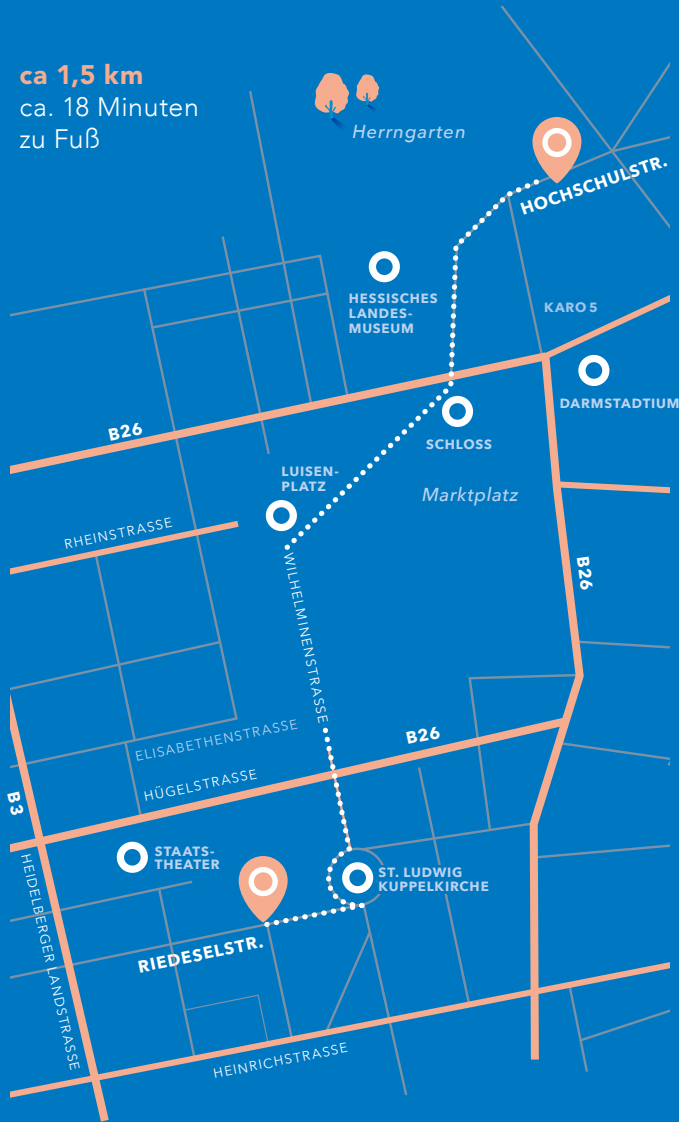 ca 1,5 km
ca. 18 Minuten
zu Fuß
Herrngarten
HOCHSCHULSTR.
HESSISCHES
LANDES-
MUSEUM
KARO 5
DARMSTADTIUM
B26
SCHLOSS
LUISEN-
PLATZ
Marktplatz
RHEINSTRASSE
B26
WILHELMINENSTRASSE
ELISABETHENSTRASSE
B26
HÜGELSTRASSE
B3
STAATS-
THEATER
ST. LUDWIG
KUPPELKIRCHE
HEIDELBERGER LANDSTRASSE
RIEDESELSTR.
HEINRICHSTRASSE